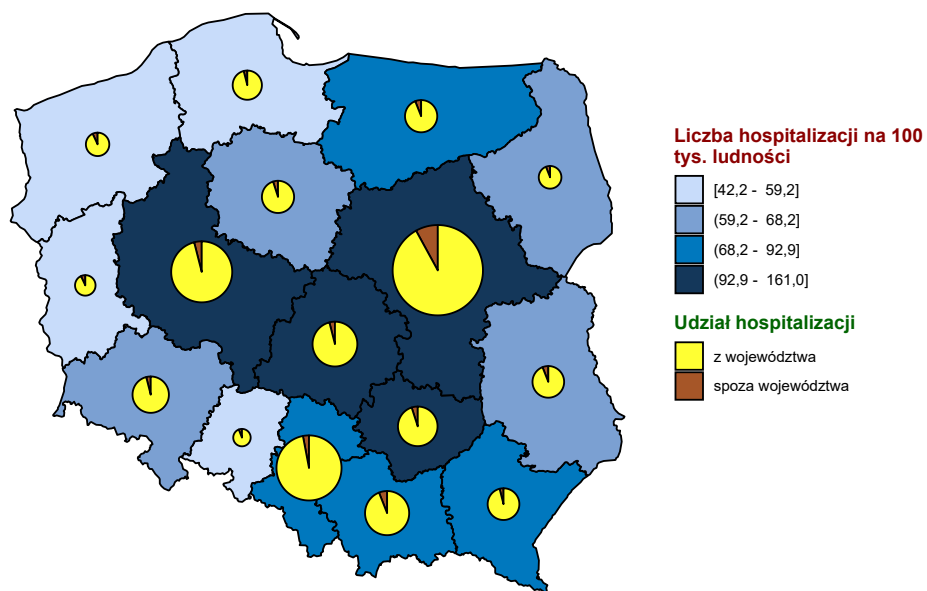 Liczba hospitalizacji na 100
tys. ludności
[42,2 - 59,2]
(59,2 - 68,2]
(68,2 - 92,9]
(92,9 - 161,0]
Udział hospitalizacji
z województwa
spoza województwa